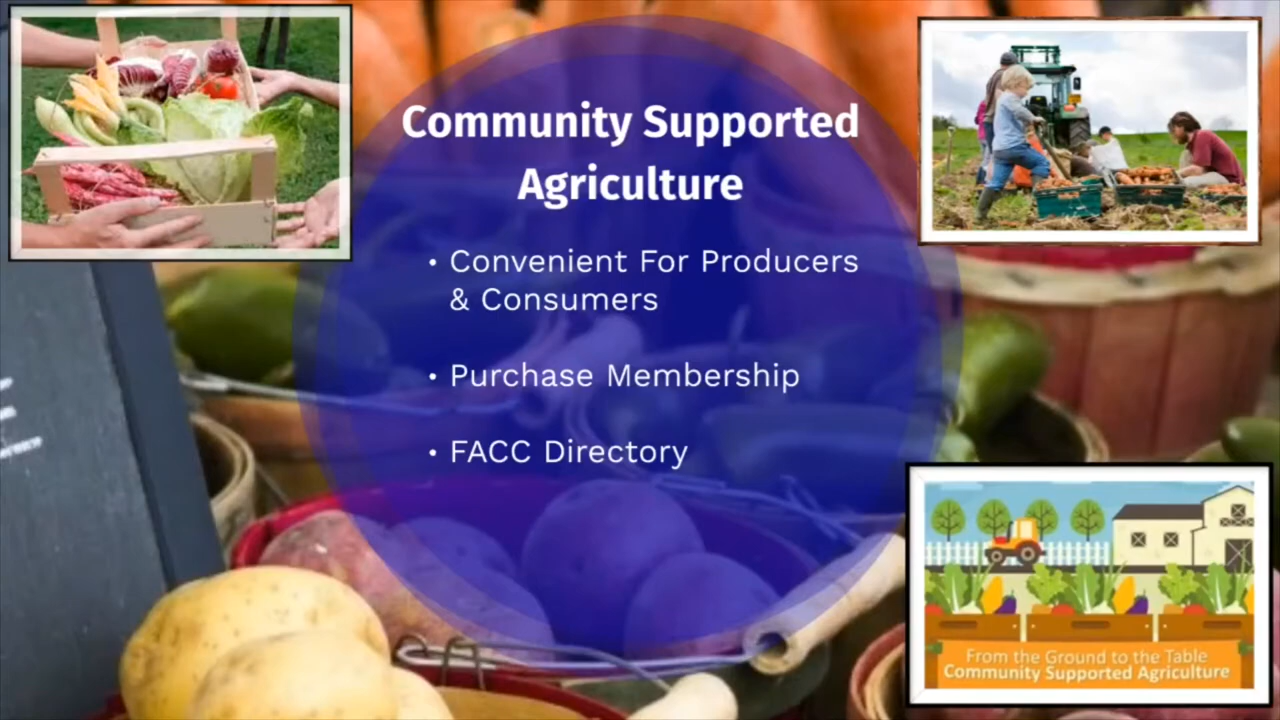 Community Supported
Agriculture
• Convenient For Producers
& Consumers
• Purchase Membership
• FACC Directory
From the Ground to the Table
Community Supported Agriculture